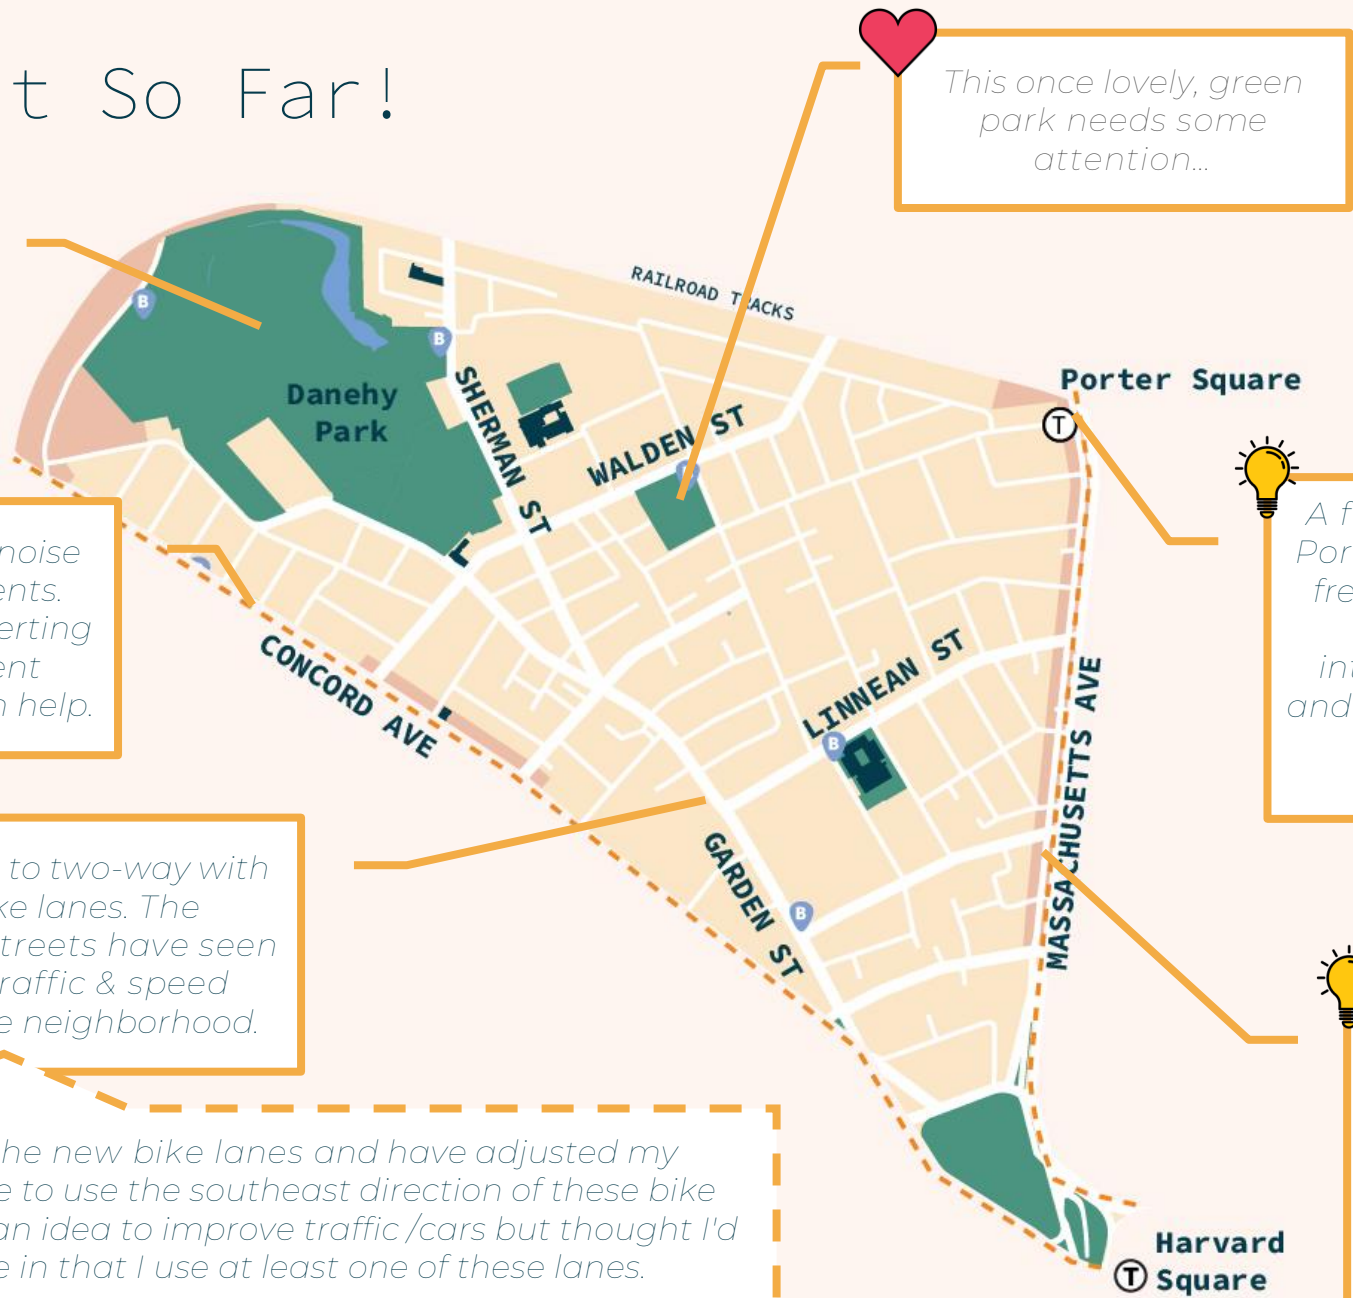 t So Far!
This once lovely, green
park needs some
attention...
RAILROAD TRACKS
B
B
Danehy
Park
SHERMAN ST
WALDEN ST
Porter Square
T
A f
Por
fre
int
and
noise
ents.
erting
ent
n help.
CONCORD AVE
LINNEAN ST
B
MASSACHUSETTS AVE
to two-way with
ke lanes. The
treets have seen
raffic & speed
e neighborhood.
GARDEN ST
B
he new bike lanes and have adjusted my
e to use the southeast direction of these bike
an idea to improve traffic /cars but thought I'd
e in that I use at least one of these lanes.
Harvard
T Square